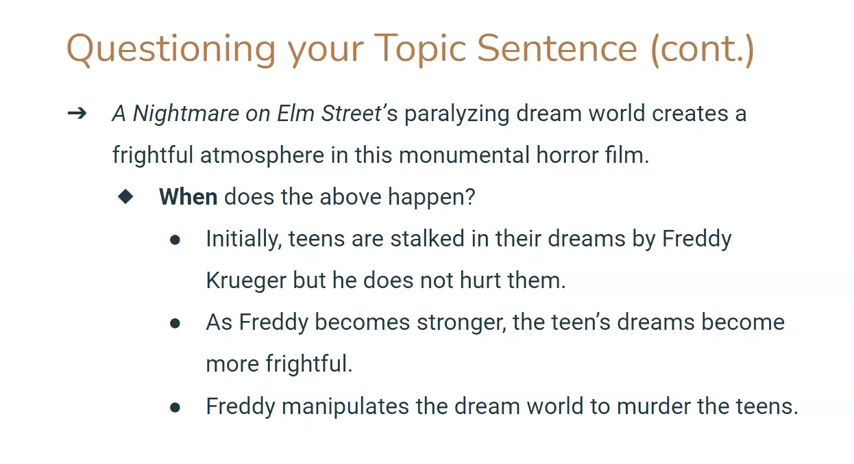 Questioning your Topic Sentence (cont.)
➔ A Nightmare on Elm Street’s paralyzing dream world creates a
frightful atmosphere in this monumental horror film.
◆ When does the above happen?
● Initially, teens are stalked in their dreams by Freddy
Krueger but he does not hurt them.
● As Freddy becomes stronger, the teen’s dreams become
more frightful.
● Freddy manipulates the dream world to murder the teens.